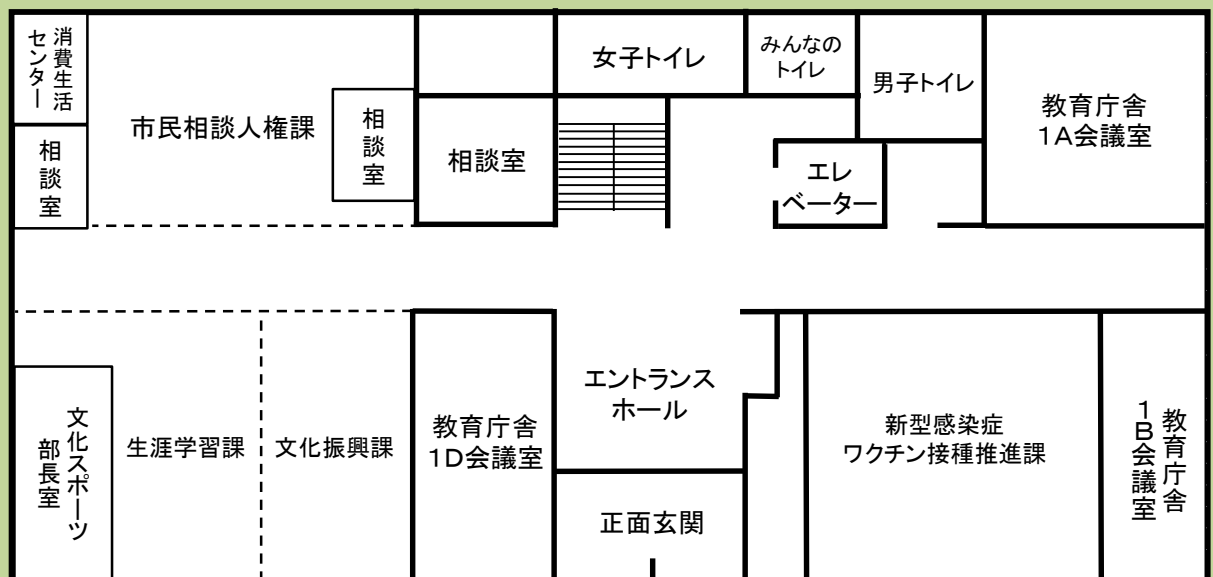 消費生活
センター
相談室
市民相談人権課
相談室
相談室
女子トイレ
みんなの
トイレ
男子トイレ
エレ
ベーター
教育庁舎
1A会議室
文化スポーツ
部長室
生涯学習課
文化振興課
教育庁舎
1D会議室
エントランス
ホール
正面玄関
新型感染症
ワクチン接種推進課
教育庁舎
1B会議室